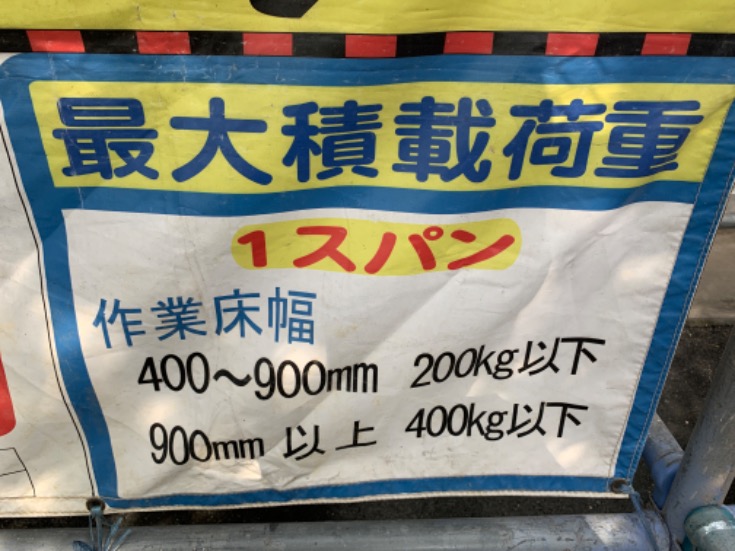 最大積載荷重
1スパン
作業床幅
400～900mm 200kg以下
900mm 以上 400kg以下